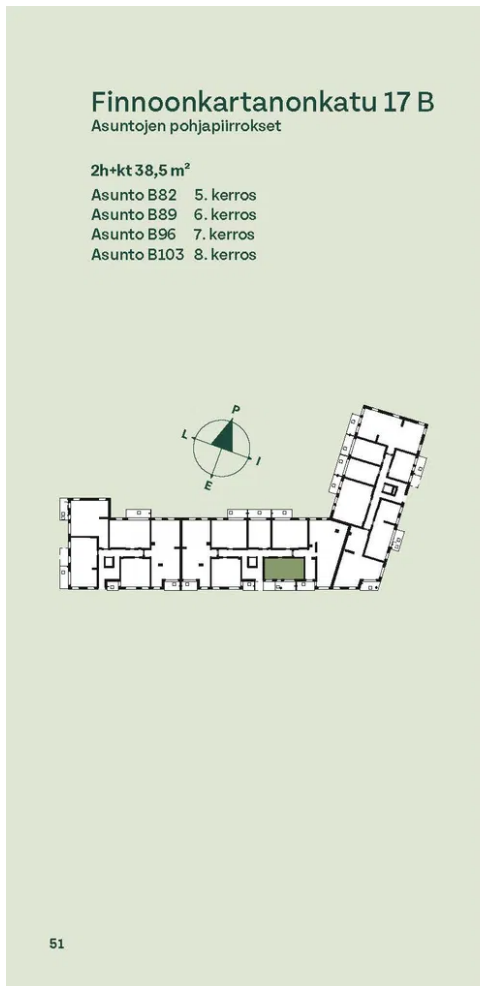 Finnoonkartanonkatu 17 B
Asuntojen pohjapiirrokset
2h+kt 38,5 m²
Asunto B82 5. kerros
Asunto B89 6. kerros
Asunto B96 7. kerros
Asunto B103 8. kerros
P
L
I
E
51